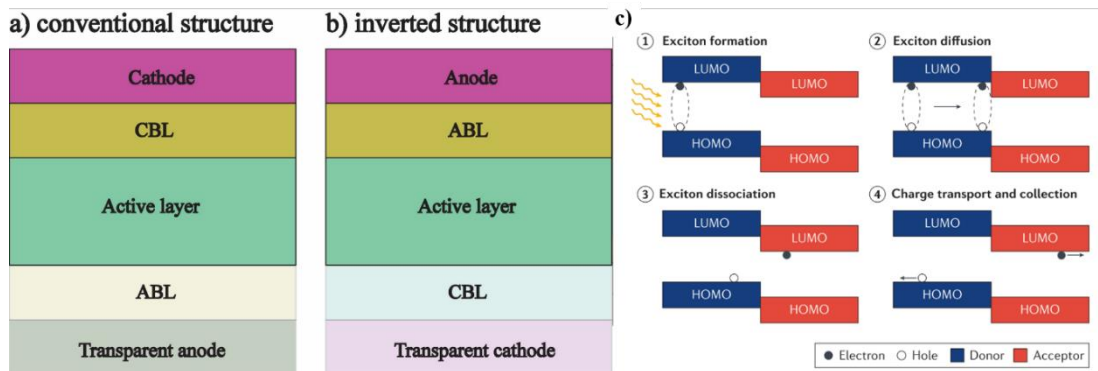 a) conventional structure
Cathode
CBL
Active layer
ABL
Transparent anode
b) inverted structure
Anode
ABL
Active layer
CBL
Transparent cathode
c)
1 Exciton formation
LUMO
LUMO
HOMO
HOMO
2 Exciton diffusion
LUMO
LUMO
HOMO
HOMO
3 Exciton dissociation
LUMO
LUMO
HOMO
HOMO
4 Charge transport and collection
LUMO
LUMO
HOMO
HOMO
Electron Hole Donor Acceptor